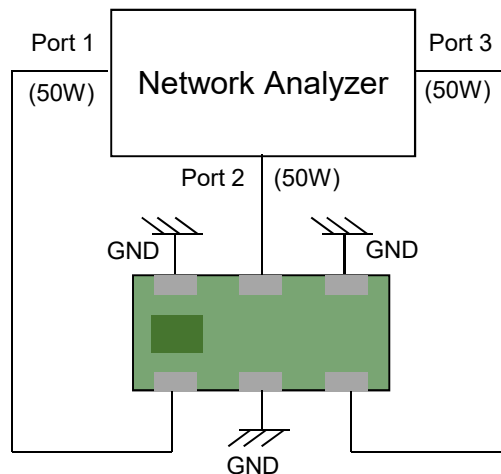 Port 1
Port 3
(50W)
Network Analyzer
(50W)
Port 2
(50W)
GND
GND
GND